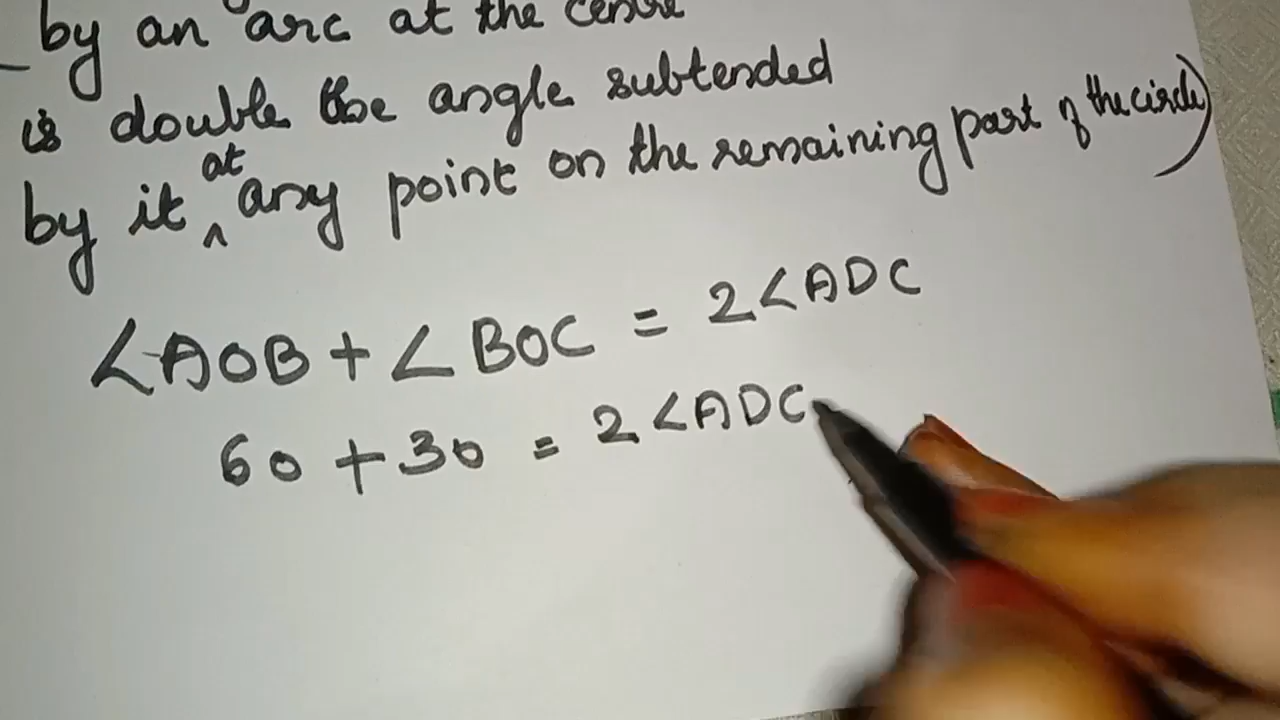 by an arc at the centre
is double the angle subtended
by it ^ at any point on the remaining part of the circle)
∠AOB + ∠BOC = 2∠ADC
60 + 30 = 2∠ADC